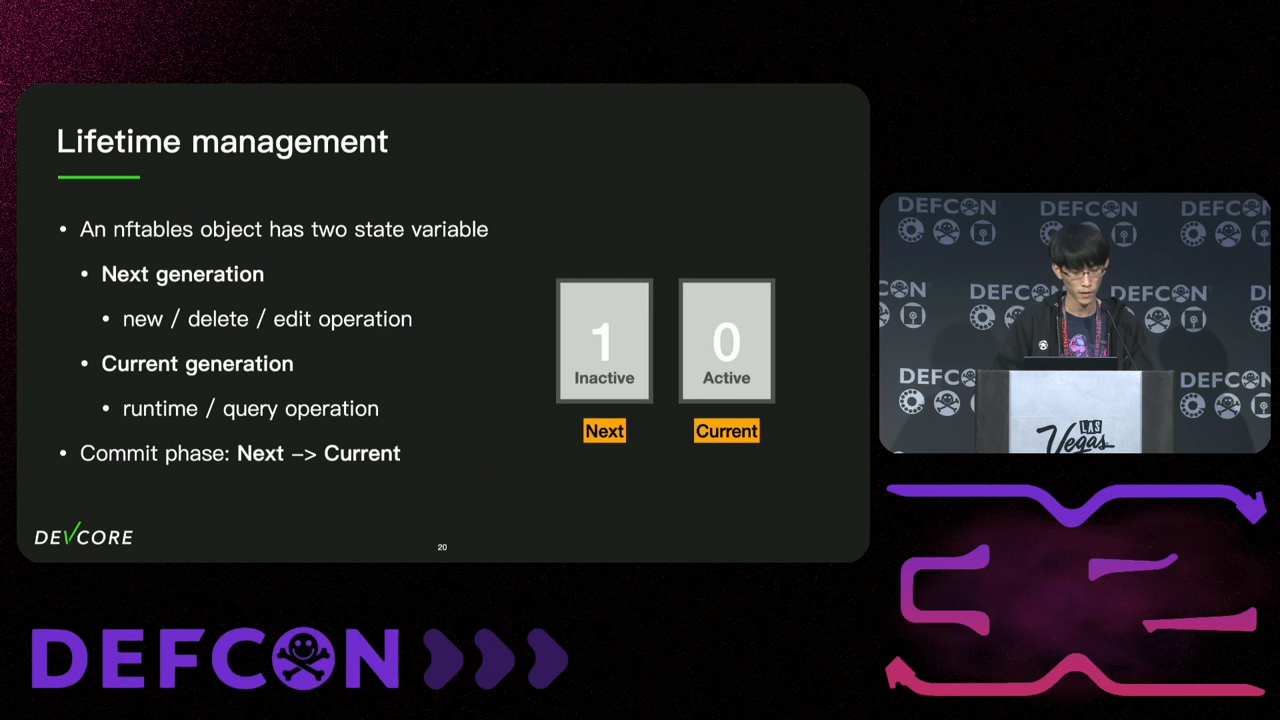 Lifetime management
• An nftables object has two state variable
• Next generation
• new / delete / edit operation
• Current generation
• runtime / query operation
• Commit phase: Next –> Current
1
Inactive
Next
0
Active
Current
DEVCORE
20
DEFCON
DEFCON
DEFCON
DEFCON
DEFCON
DEFCON
DEFCON
LAS
Vegas
DEFCON